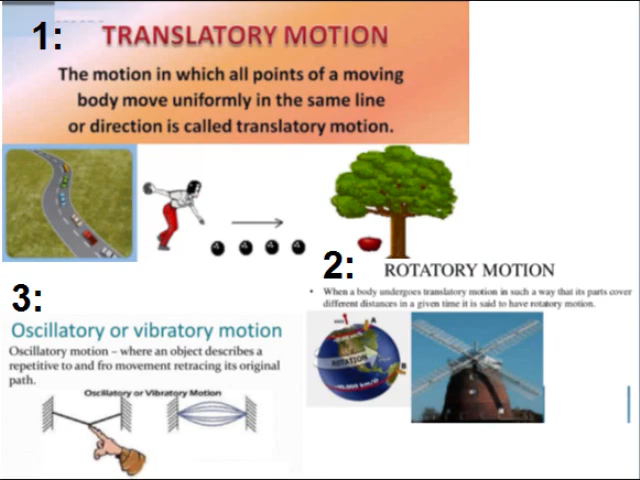 1:
TRANSLATORY MOTION
The motion in which all points of a moving
body move uniformly in the same line
or direction is called translatory motion.
2:
ROTATORY MOTION
• When a body undergoes translatory motion in such a way that its parts cover
different distances in a given time it is said to have rotatory motion.
A
ROTATION
B
3:
Oscillatory or vibratory motion
Oscillatory motion – where an object describes a
repetitive to and fro movement retracing its original
path.
Oscillatory or Vibratory Motion